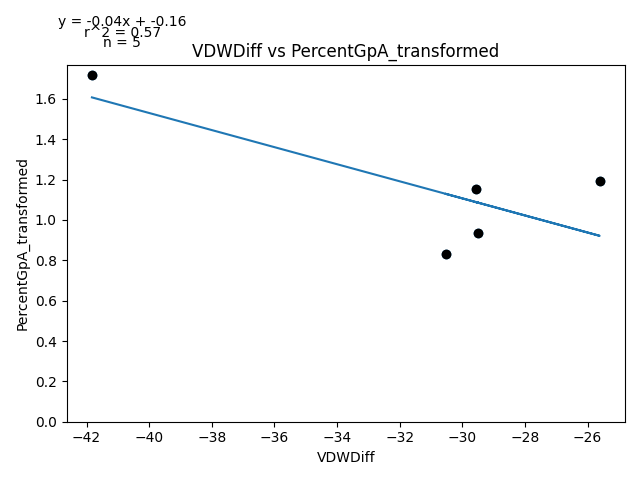 y = -0.04x + -0.16
r^2 = 0.57
n = 5
VDWDiff vs PercentGpA_transformed
PercentGpA_transformed
1.6
1.4
1.2
1.0
0.8
0.6
0.4
0.2
0.0
−42 −40 −38 −36 −34 −32 −30 −28 −26
VDWDiff